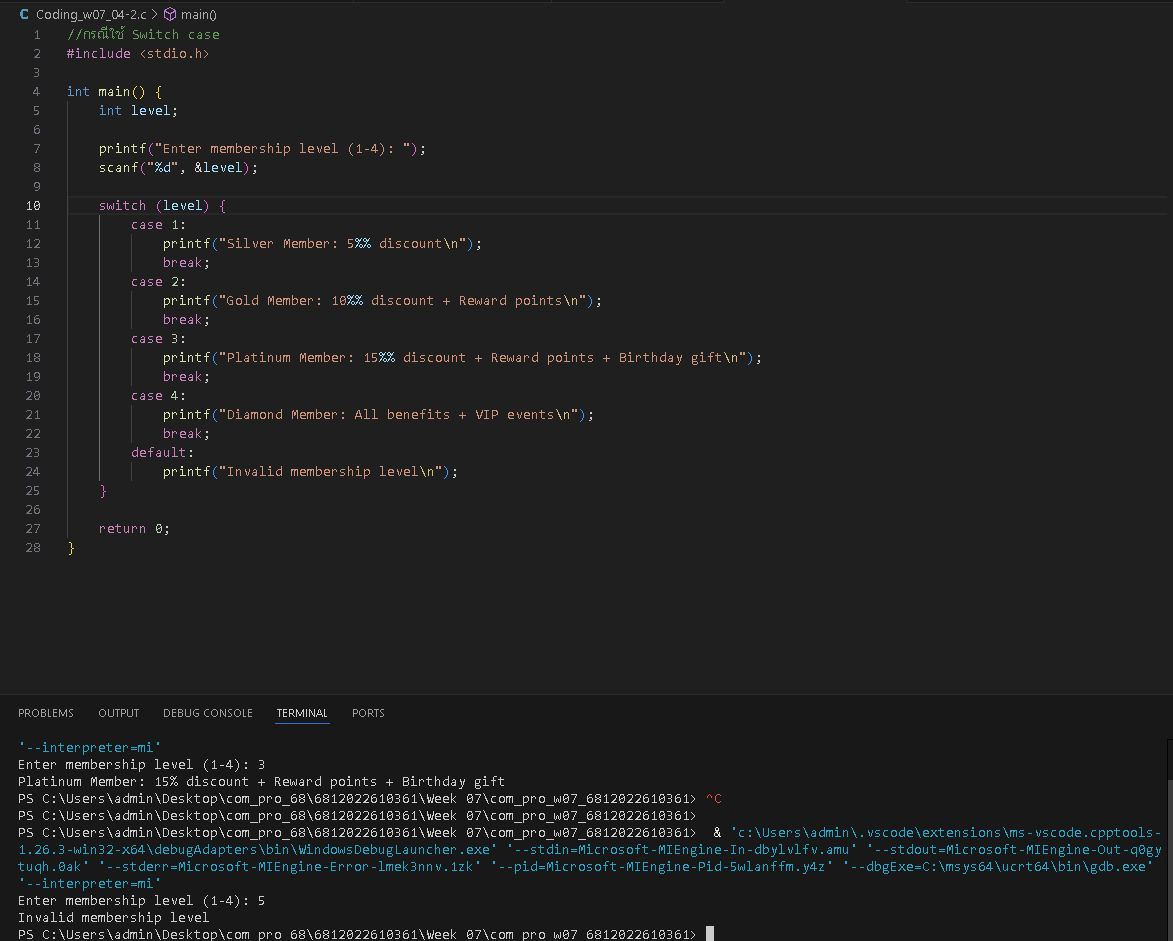 Coding_w07_04-2.c > main()
1 //กรณีใช้ Switch case
2 #include <stdio.h>
3
4 int main() {
5     int level;
6
7     printf("Enter membership level (1-4): ");
8     scanf("%d", &level);
9
10     switch (level) {
11         case 1:
12             printf("Silver Member: 5%% discount\n");
13             break;
14         case 2:
15             printf("Gold Member: 10%% discount + Reward points\n");
16             break;
17         case 3:
18             printf("Platinum Member: 15%% discount + Reward points + Birthday gift\n");
19             break;
20         case 4:
21             printf("Diamond Member: All benefits + VIP events\n");
22             break;
23         default:
24             printf("Invalid membership level\n");
25     }
26
27     return 0;
28 }
PROBLEMS OUTPUT DEBUG CONSOLE TERMINAL PORTS
'--interpreter=mi'
Enter membership level (1-4): 3
Platinum Member: 15% discount + Reward points + Birthday gift
PS C:\Users\admin\Desktop\com_pro_68\6812022610361\Week 07\com_pro_w07_6812022610361> ^C
PS C:\Users\admin\Desktop\com_pro_68\6812022610361\Week 07\com_pro_w07_6812022610361>
PS C:\Users\admin\Desktop\com_pro_68\6812022610361\Week 07\com_pro_w07_6812022610361>  & 'c:\Users\admin\.vscode\extensions\ms-vscode.cpptools-
1.26.3-win32-x64\debugAdapters\bin\WindowsDebugLauncher.exe' '--stdin=Microsoft-MIEngine-In-dbylvlfv.amu' '--stdout=Microsoft-MIEngine-Out-q0gy
tuqh.0ak' '--stderr=Microsoft-MIEngine-Error-lmek3nnv.1zk' '--pid=Microsoft-MIEngine-Pid-5wlanffm.y4z' '--dbgExe=C:\msys64\ucrt64\bin\gdb.exe'
'--interpreter=mi'
Enter membership level (1-4): 5
Invalid membership level
PS C:\Users\admin\Desktop\com_pro_68\6812022610361\Week 07\com_pro_w07_6812022610361>